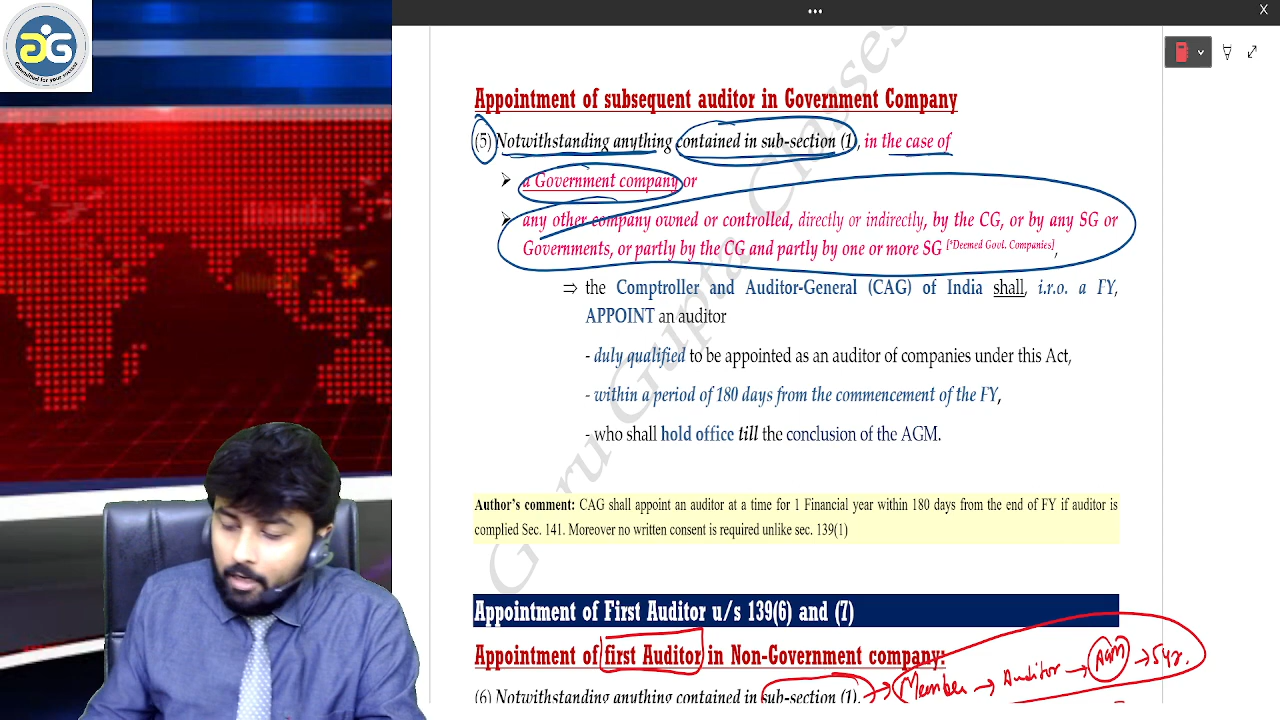 •••
X
GG
Committed for your success
Guru Gupta Classes
Appointment of subsequent auditor in Government Company
(5) Notwithstanding anything contained in sub-section (1), in the case of
➢ a Government company or
➢ any other company owned or controlled, directly or indirectly, by the CG, or by any SG or
Governments, or partly by the CG and partly by one or more SG [*Deemed Govt. Companies],
⇒ the Comptroller and Auditor-General (CAG) of India shall, i.r.o. a FY,
APPOINT an auditor
- duly qualified to be appointed as an auditor of companies under this Act,
- within a period of 180 days from the commencement of the FY,
- who shall hold office till the conclusion of the AGM.
Author's comment: CAG shall appoint an auditor at a time for 1 Financial year within 180 days from the end of FY if auditor is
complied Sec. 141. Moreover no written consent is required unlike sec. 139(1)
Appointment of First Auditor u/s 139(6) and (7)
Appointment of first Auditor in Non-Government company:
(6) Notwithstanding anything contained in sub-section (1), → Member → Auditor → AGM → 5yr.